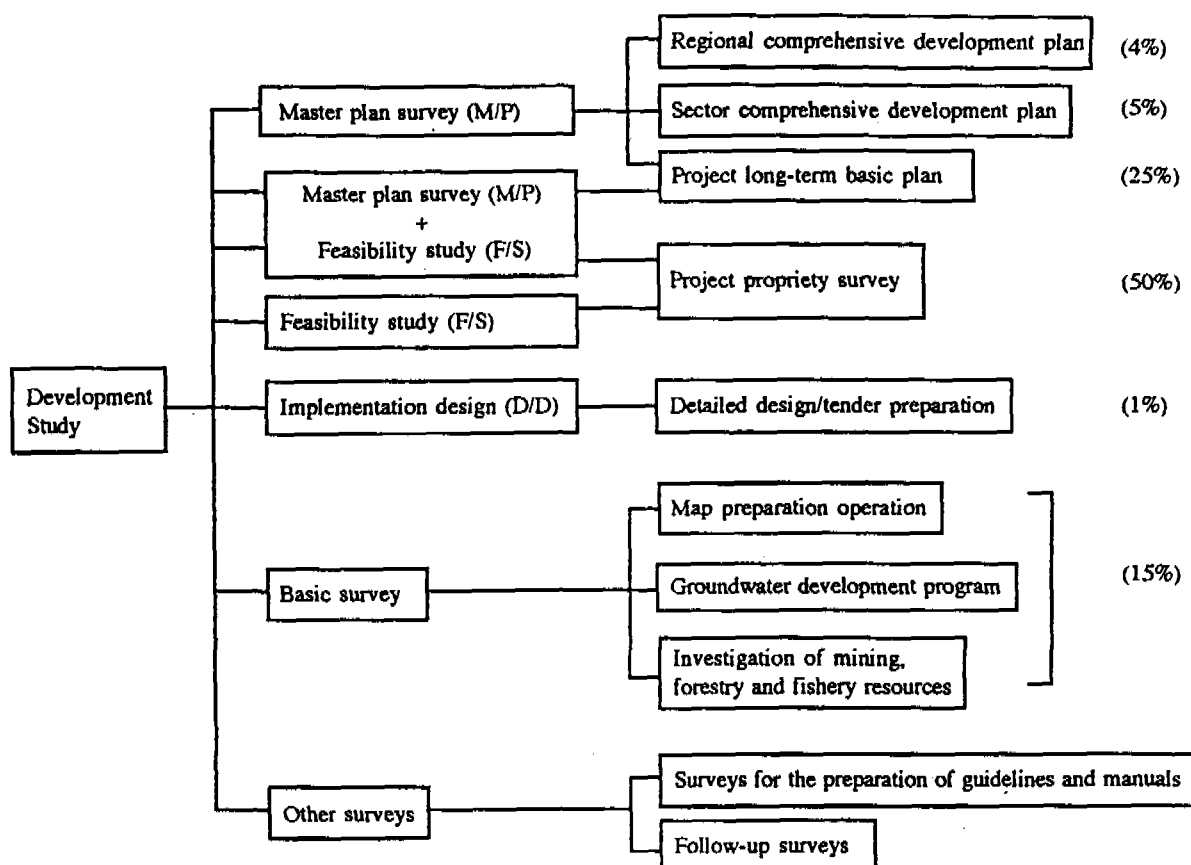 Regional comprehensive development plan (4%)
Master plan survey (M/P)
Sector comprehensive development plan (5%)
Project long-term basic plan (25%)
Master plan survey (M/P)
+
Feasibility study (F/S)
Project propriety survey (50%)
Feasibility study (F/S)
Development
Study
Implementation design (D/D)
Detailed design/tender preparation (1%)
Map preparation operation
Basic survey
Groundwater development program
(15%)
Investigation of mining,
forestry and fishery resources
Other surveys
Surveys for the preparation of guidelines and manuals
Follow-up surveys